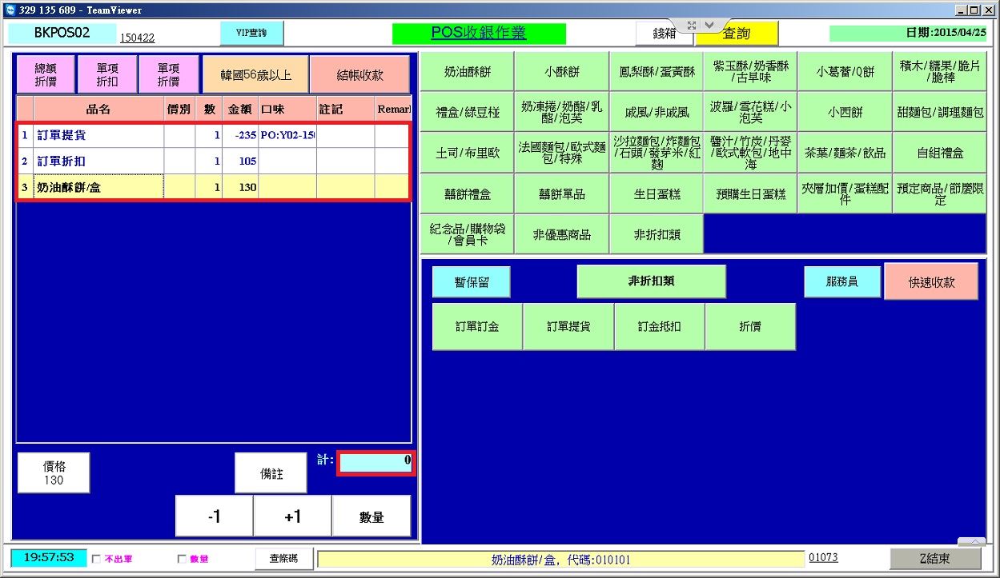 329 135 689 - TeamViewer
BKPOS02
150422
VIP查詢
POS收銀作業
錢箱
查詢
日期:2015/04/25
總額
折價
單項
折扣
單項
折價
韓國56歲以上
結帳收款
品名 價別 數 金額 口味 註記 Remar
1 訂單提貨 1 -235 PO:Y02-15
2 訂單折扣 1 105
3 奶油酥餅/盒 1 130
計: 0
價格
130
備註
-1
+1
數量
奶油酥餅
小酥餅
鳳梨酥/蛋黃酥
紫玉酥/奶香酥
/古早味
小葛蕾/Q餅
積木/糖果/脆片
/脆棒
禮盒/綠豆椪
奶凍捲/奶酪/乳
酪/泡芙
戚風/非戚風
波羅/雪花糕/小
泡芙
小西餅
甜麵包/調理麵包
土司/布里歐
法國麵包/歐式麵
包/特殊
沙拉麵包/炸麵包
/石頭/發芽米/紅
麴
醬汁/竹炭/丹麥
/歐式軟包/地中
海
茶葉/麵茶/飲品
自組禮盒
囍餅禮盒
囍餅單品
生日蛋糕
預購生日蛋糕
夾層加價/蛋糕配
件
預定商品/節慶限
定
紀念品/購物袋
/會員卡
非優惠商品
非折扣類
暫保留
非折扣類
服務員
快速收款
訂單訂金
訂單提貨
訂金抵扣
折價
19:57:53
不出單
數量
查條碼
奶油酥餅/盒, 代碼:010101
01073
Z結束